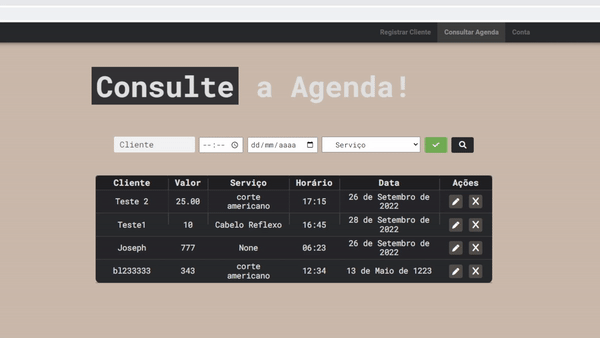 Registrar Cliente Consultar Agenda Conta
Consulte a Agenda!
Cliente --:-- dd/mm/aaaa Serviço
Cliente Valor Serviço Horário Data Ações
Teste 2 25.00 corte americano 17:15 26 de Setembro de 2022
Teste1 10 Cabelo Reflexo 16:45 28 de Setembro de 2022
Joseph 777 None 06:23 26 de Setembro de 2022
bl233333 343 corte americano 12:34 13 de Maio de 1223